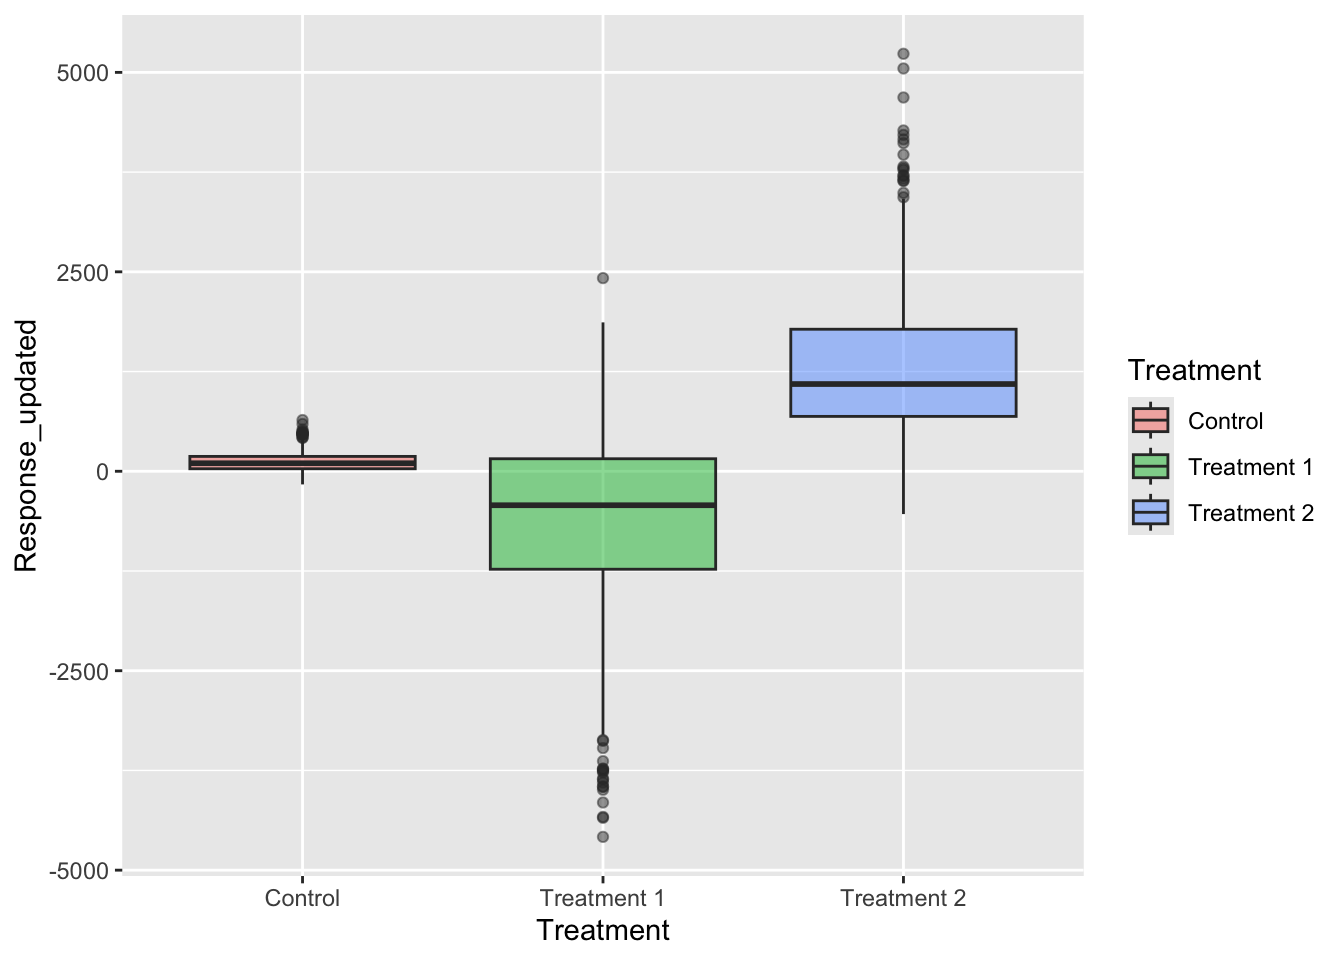 5000
2500
0
-2500
-5000
Response_updated
Control
Treatment 1
Treatment 2
Treatment
Treatment
Control
Treatment 1
Treatment 2